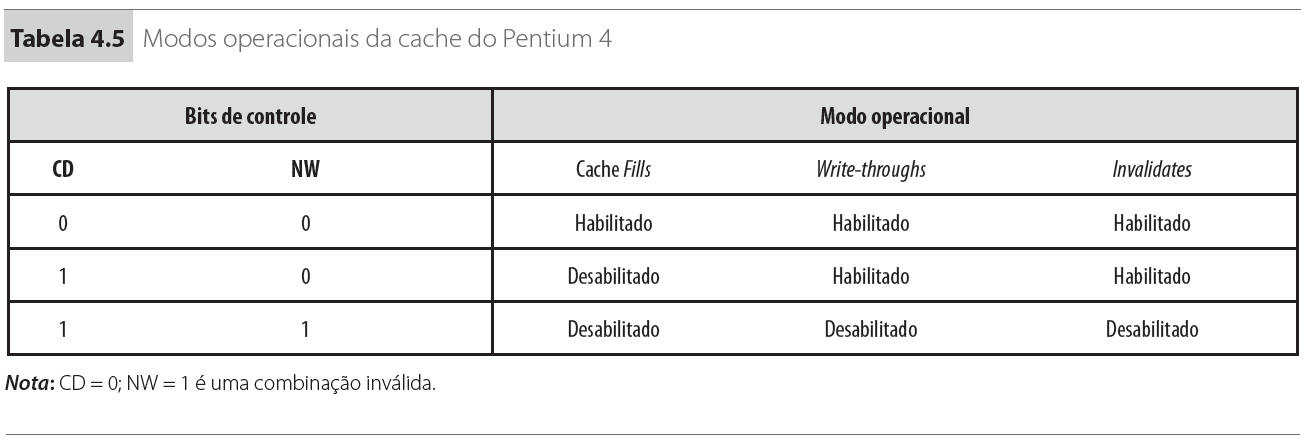 Tabela 4.5 Modos operacionais da cache do Pentium 4
Bits de controle Modo operacional
CD NW Cache Fills Write-throughs Invalidates
0 0 Habilitado Habilitado Habilitado
1 0 Desabilitado Habilitado Habilitado
1 1 Desabilitado Desabilitado Desabilitado
Nota: CD = 0; NW = 1 é uma combinação inválida.